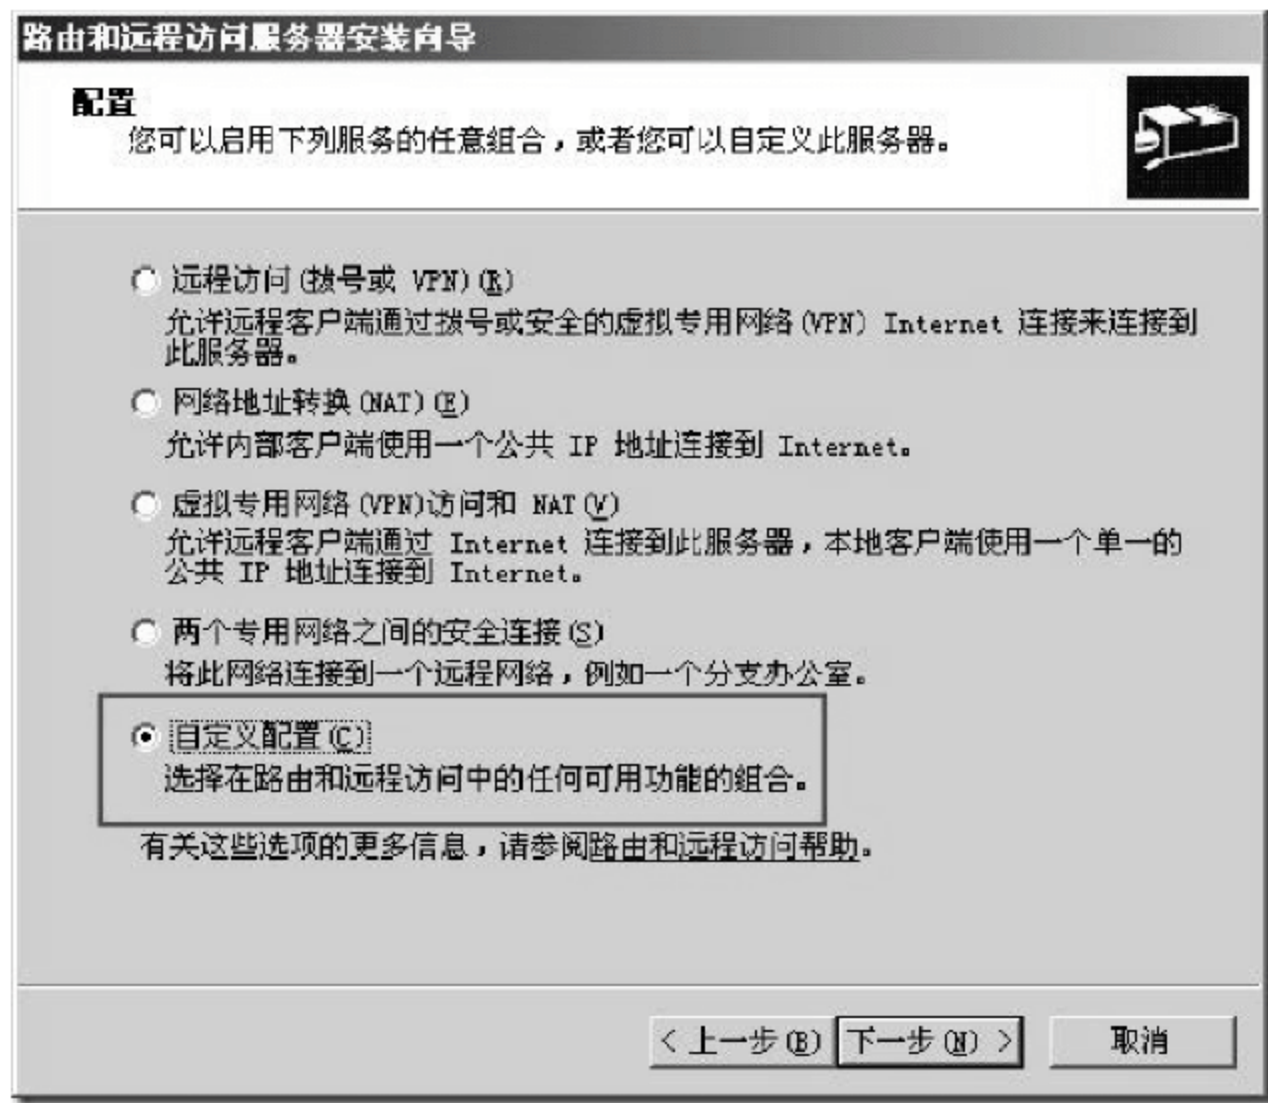 路由和远程访问服务器安装向导
配置
您可以启用下列服务的任意组合，或者您可以自定义此服务器。
远程访问(拨号或 VPN)(R)
允许远程客户端通过拨号或安全的虚拟专用网络(VPN) Internet 连接来连接到
此服务器。
网络地址转换(NAT)(E)
允许内部客户端使用一个公共 IP 地址连接到 Internet。
虚拟专用网络(VPN)访问和 NAT(V)
允许远程客户端通过 Internet 连接到此服务器，本地客户端使用一个单一的
公共 IP 地址连接到 Internet。
两个专用网络之间的安全连接(S)
将此网络连接到一个远程网络，例如一个分支办公室。
自定义配置(C)
选择在路由和远程访问中的任何可用功能的组合。
有关这些选项的更多信息，请参阅路由和远程访问帮助。
< 上一步(B) 下一步(N) > 取消